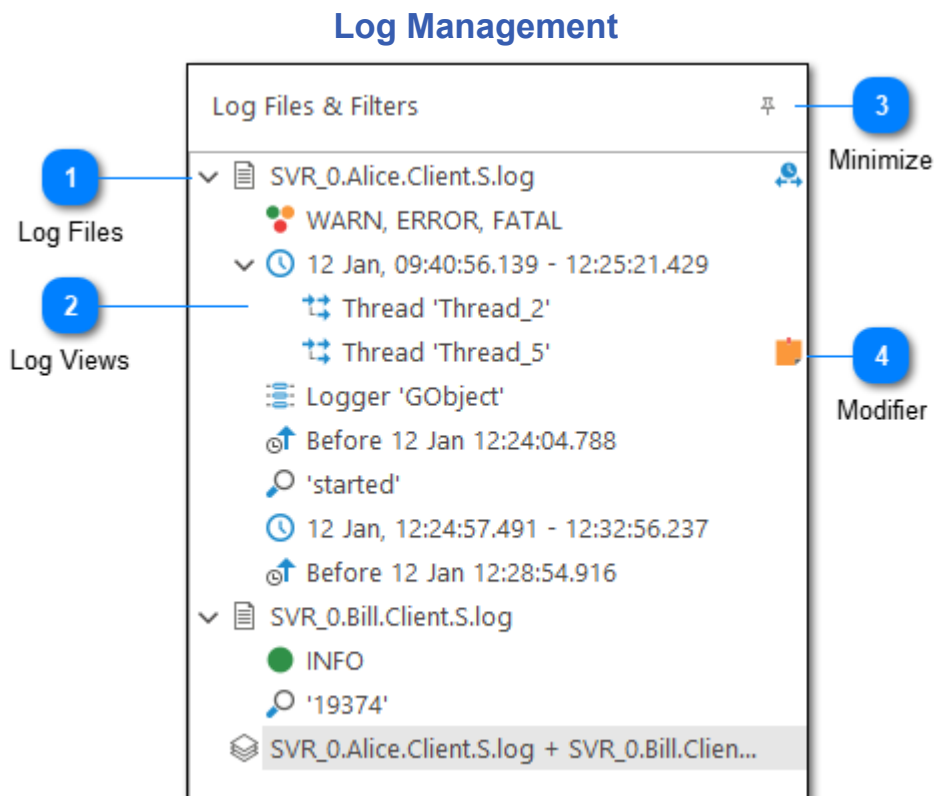 Log Management
Log Files & Filters
3
Minimize
1
Log Files
SVR_0.Alice.Client.S.log
WARN, ERROR, FATAL
12 Jan, 09:40:56.139 - 12:25:21.429
2
Log Views
Thread 'Thread_2'
Thread 'Thread_5'
4
Modifier
Logger 'GObject'
Before 12 Jan 12:24:04.788
'started'
12 Jan, 12:24:57.491 - 12:32:56.237
Before 12 Jan 12:28:54.916
SVR_0.Bill.Client.S.log
INFO
'19374'
SVR_0.Alice.Client.S.log + SVR_0.Bill.Clien...